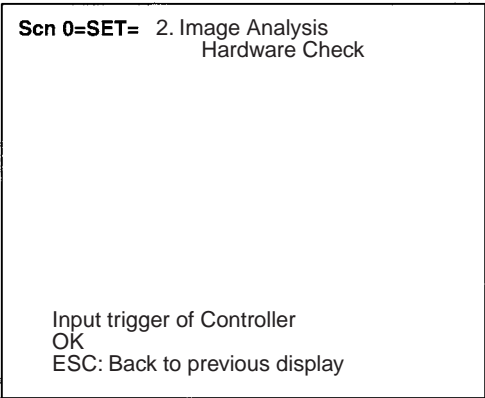 Scn 0=SET= 2. Image Analysis
Hardware Check
Input trigger of Controller
OK
ESC: Back to previous display